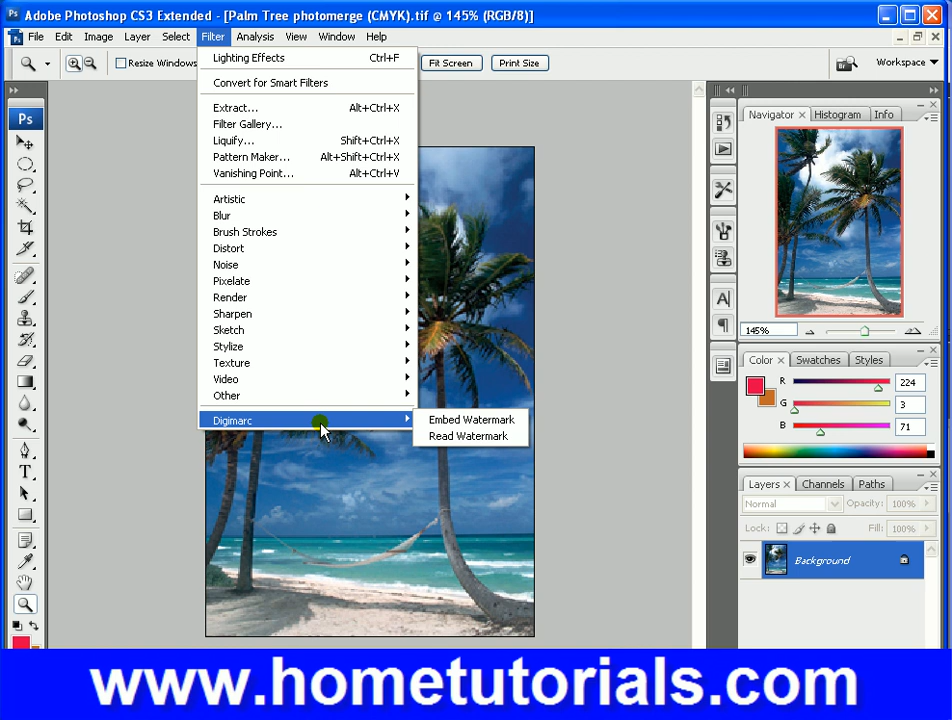 Ps Adobe Photoshop CS3 Extended - [Palm Tree photomerge (CMYK).tif @ 145% (RGB/8)]
Ps File Edit Image Layer Select Filter Analysis View Window Help
Resize Windows Fit Screen Print Size Workspace
Lighting Effects Ctrl+F
Convert for Smart Filters
Extract... Alt+Ctrl+X
Filter Gallery...
Liquify... Shift+Ctrl+X
Pattern Maker... Alt+Shift+Ctrl+X
Vanishing Point... Alt+Ctrl+V
Artistic
Blur
Brush Strokes
Distort
Noise
Pixelate
Render
Sharpen
Sketch
Stylize
Texture
Video
Other
Digimarc
Embed Watermark
Read Watermark
Ps
T
A
Navigator × Histogram Info
145%
Color × Swatches Styles
R 224
G 3
B 71
Layers × Channels Paths
Normal Opacity: 100%
Lock: Fill: 100%
Background
www.hometutorials.com